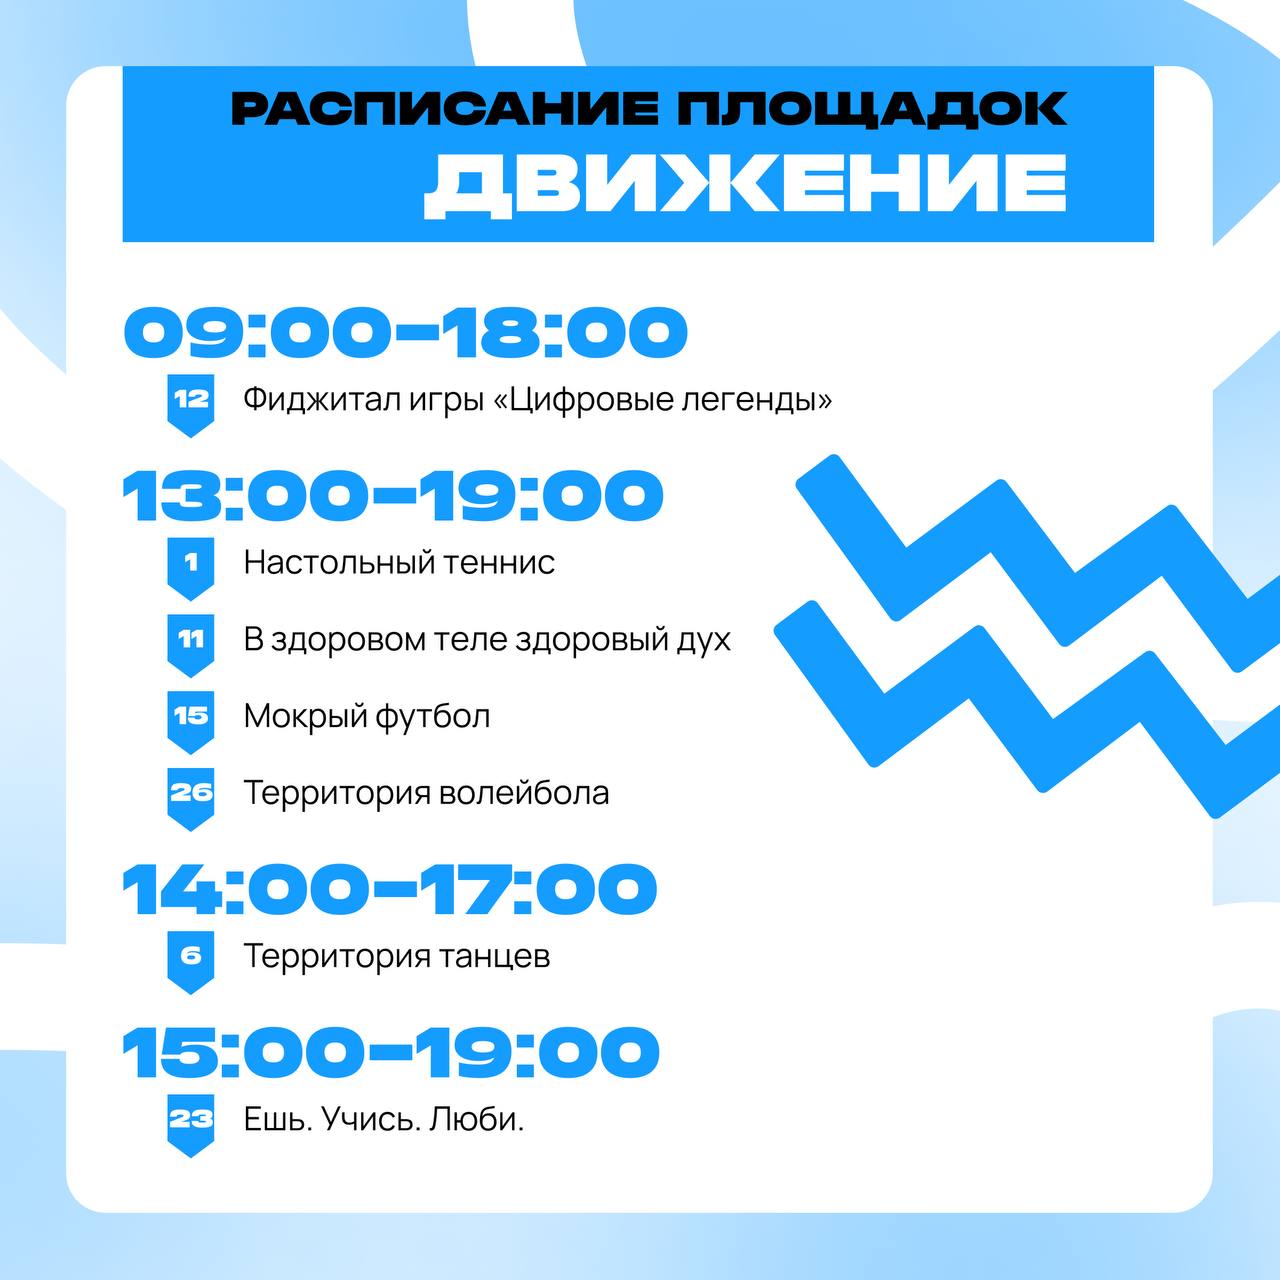 РАСПИСАНИЕ ПЛОЩАДОК
ДВИЖЕНИЕ
09:00–18:00
12 Фиджитал игры «Цифровые легенды»
13:00–19:00
1 Настольный теннис
11 В здоровом теле здоровый дух
15 Мокрый футбол
26 Территория волейбола
14:00–17:00
6 Территория танцев
15:00–19:00
23 Ешь. Учись. Люби.